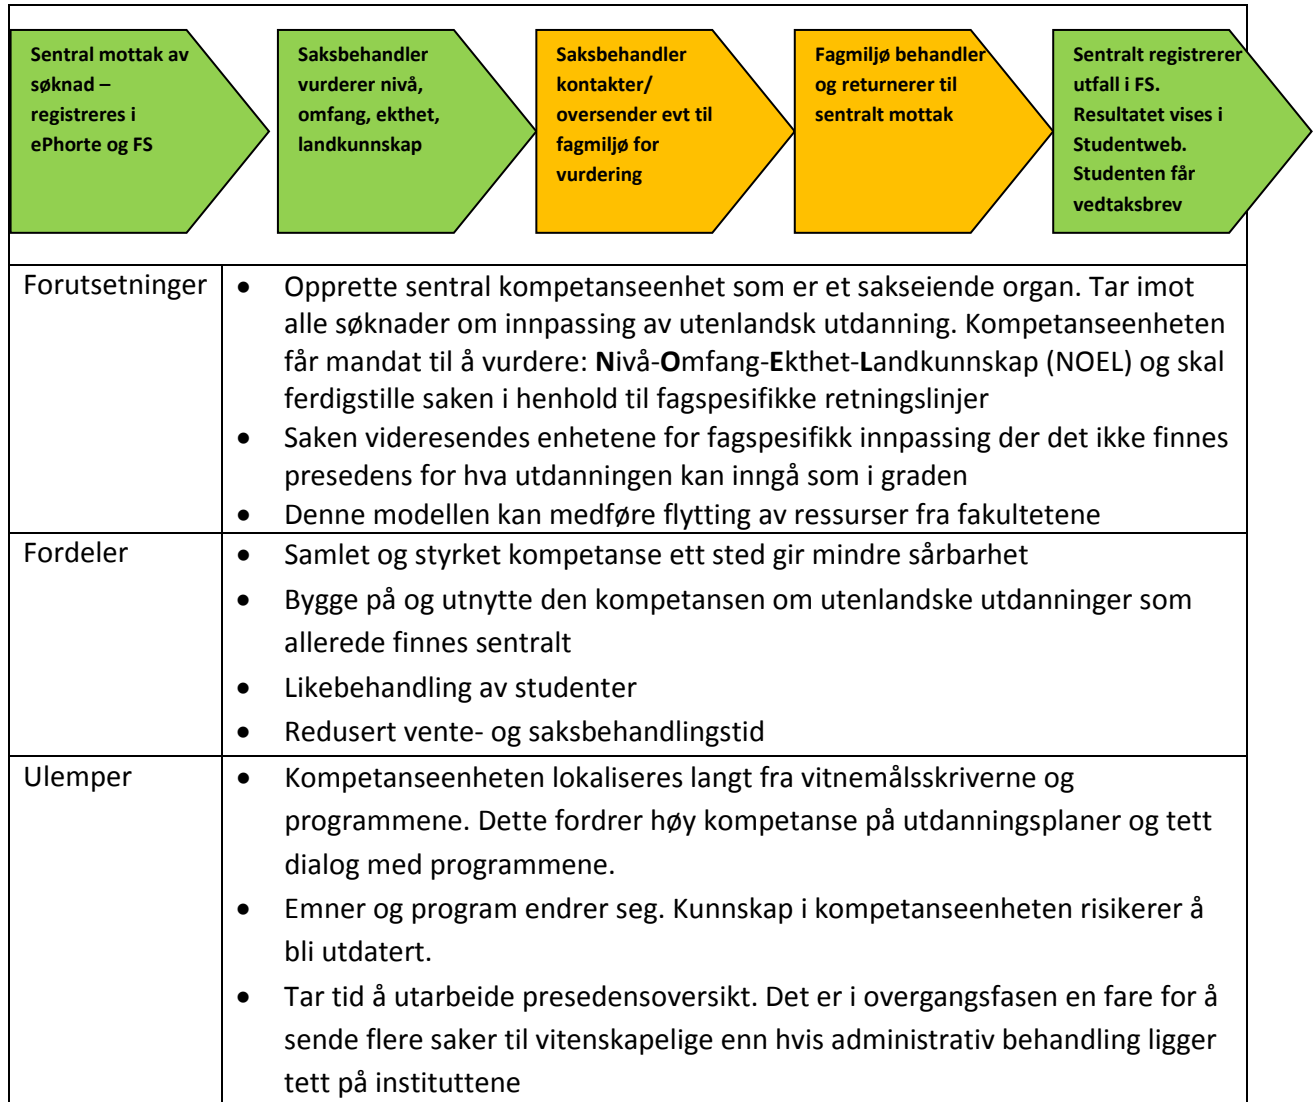 Sentral mottak av
søknad –
registreres i
ePhorte og FS
Saksbehandler
vurderer nivå,
omfang, ekthet,
landkunnskap
Saksbehandler
kontakter/
oversender evt til
fagmiljø for
vurdering
Fagmiljø behandler
og returnerer til
sentralt mottak
Sentralt registrerer
utfall i FS.
Resultatet vises i
Studentweb.
Studenten får
vedtaksbrev
Forutsetninger
• Opprette sentral kompetanseenhet som er et sakseiende organ. Tar imot
alle søknader om innpassing av utenlandsk utdanning. Kompetanseenheten
får mandat til å vurdere: Nivå-Omfang-Ekthet-Landkunnskap (NOEL) og skal
ferdigstille saken i henhold til fagspesifikke retningslinjer
• Saken videresendes enhetene for fagspesifikk innpassing der det ikke finnes
presedens for hva utdanningen kan inngå som i graden
• Denne modellen kan medføre flytting av ressurser fra fakultetene
Fordeler
• Samlet og styrket kompetanse ett sted gir mindre sårbarhet
• Bygge på og utnytte den kompetansen om utenlandske utdanninger som
allerede finnes sentralt
• Likebehandling av studenter
• Redusert vente- og saksbehandlingstid
Ulemper
• Kompetanseenheten lokaliseres langt fra vitnemålsskriverne og
programmene. Dette fordrer høy kompetanse på utdanningsplaner og tett
dialog med programmene.
• Emner og program endrer seg. Kunnskap i kompetanseenheten risikerer å
bli utdatert.
• Tar tid å utarbeide presedensoversikt. Det er i overgangsfasen en fare for å
sende flere saker til vitenskapelige enn hvis administrativ behandling ligger
tett på instituttene